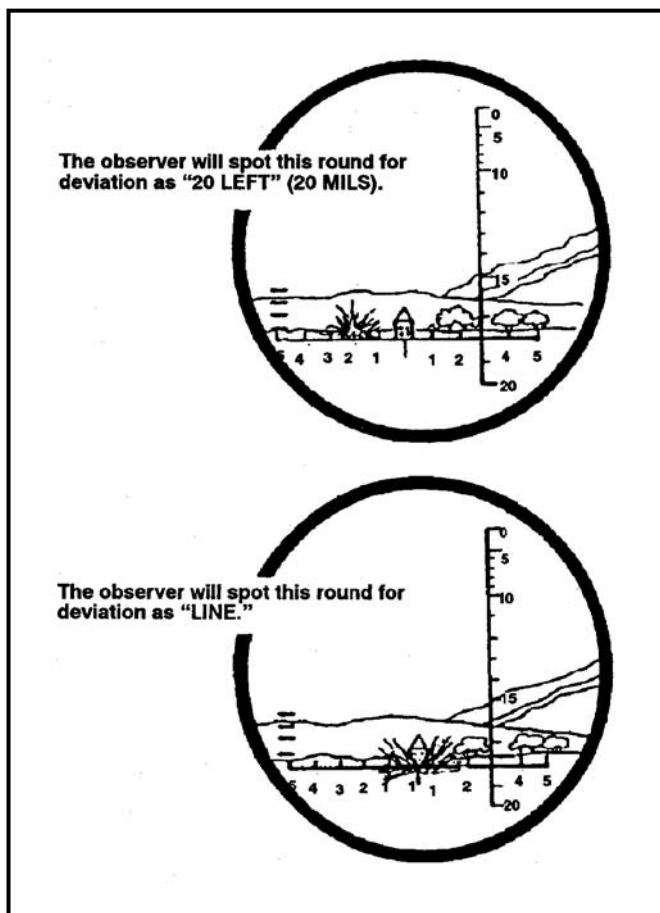 0
5
10
The observer will spot this round for
deviation as “20 LEFT” (20 MILS).
15
5 4 3 2 1 1 2 4 5
20
0
5
10
The observer will spot this round for
deviation as “LINE.”
15
5 4 3 2 1 1 1 2 4 5
20